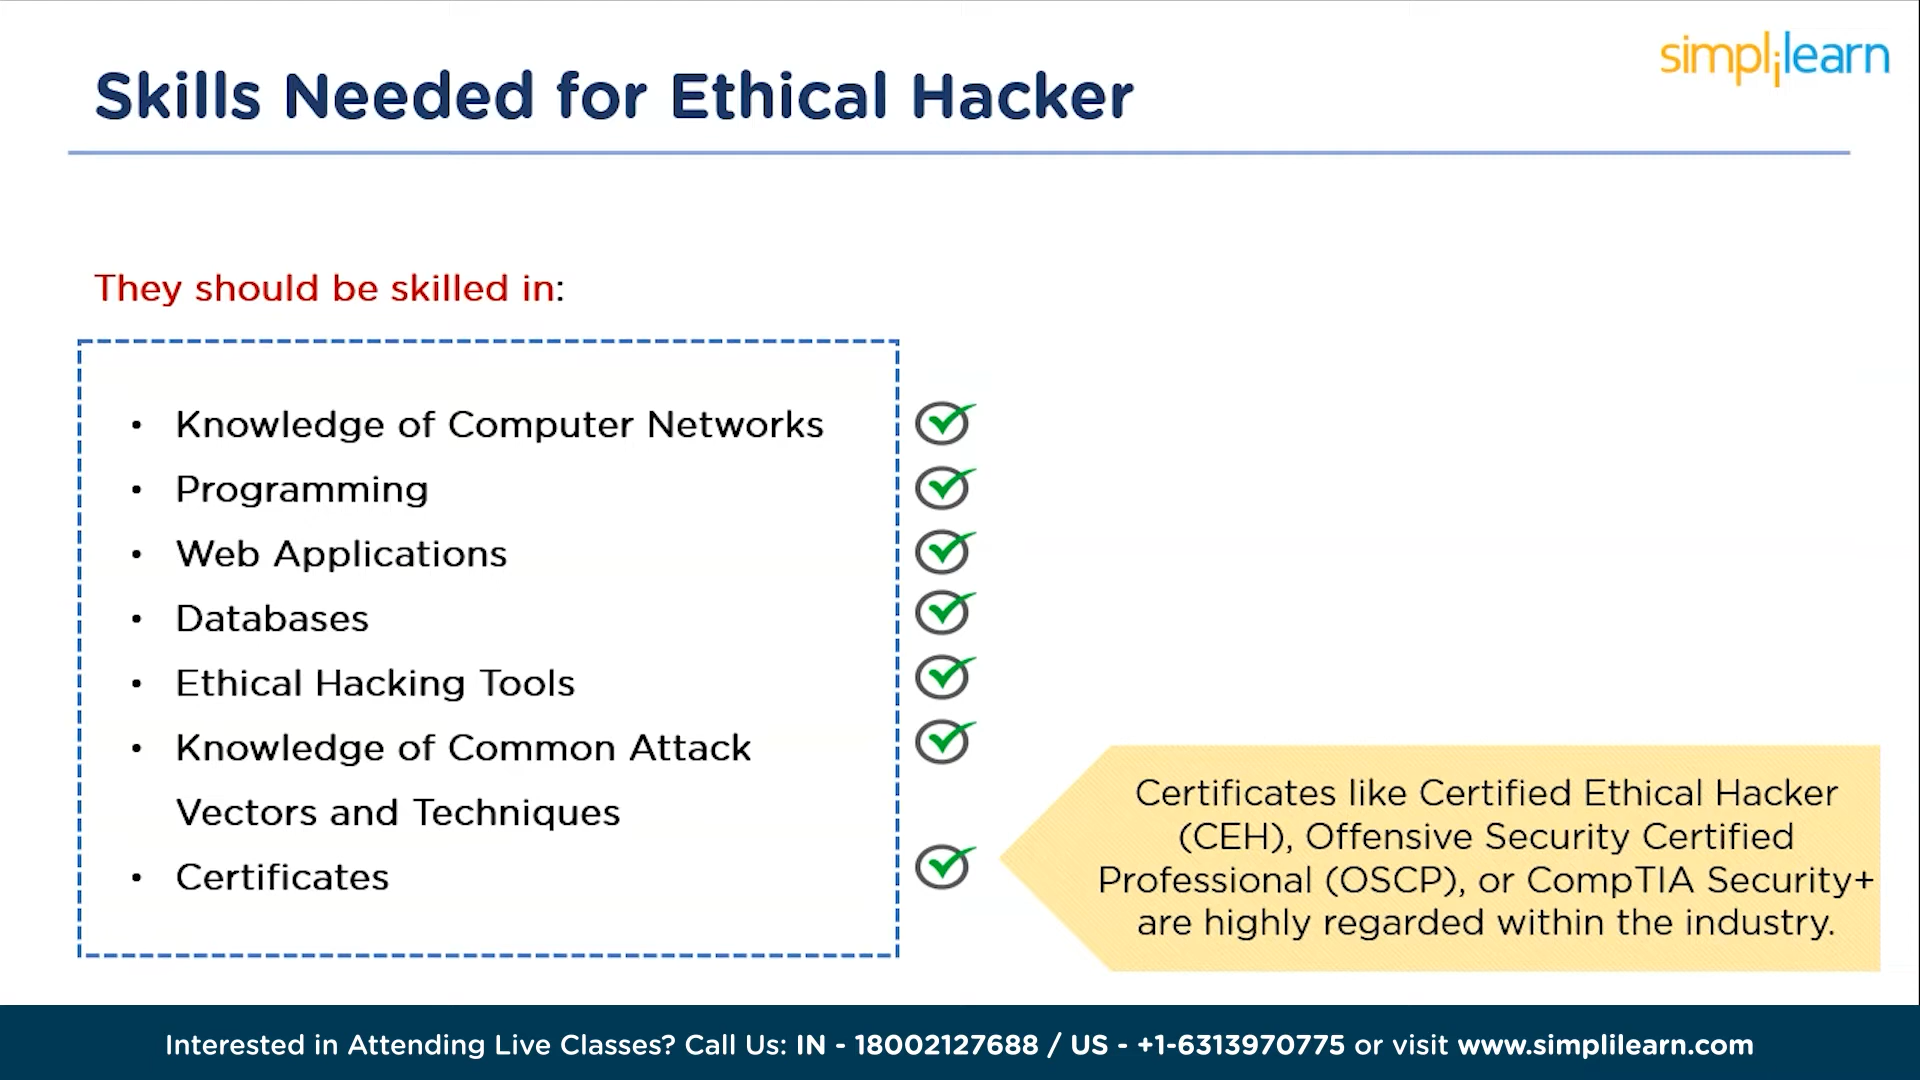 simplilearn
Skills Needed for Ethical Hacker
They should be skilled in:
• Knowledge of Computer Networks
• Programming
• Web Applications
• Databases
• Ethical Hacking Tools
• Knowledge of Common Attack
Vectors and Techniques
• Certificates
Certificates like Certified Ethical Hacker
(CEH), Offensive Security Certified
Professional (OSCP), or CompTIA Security+
are highly regarded within the industry.
Interested in Attending Live Classes? Call Us: IN - 18002127688 / US - +1-6313970775 or visit www.simplilearn.com